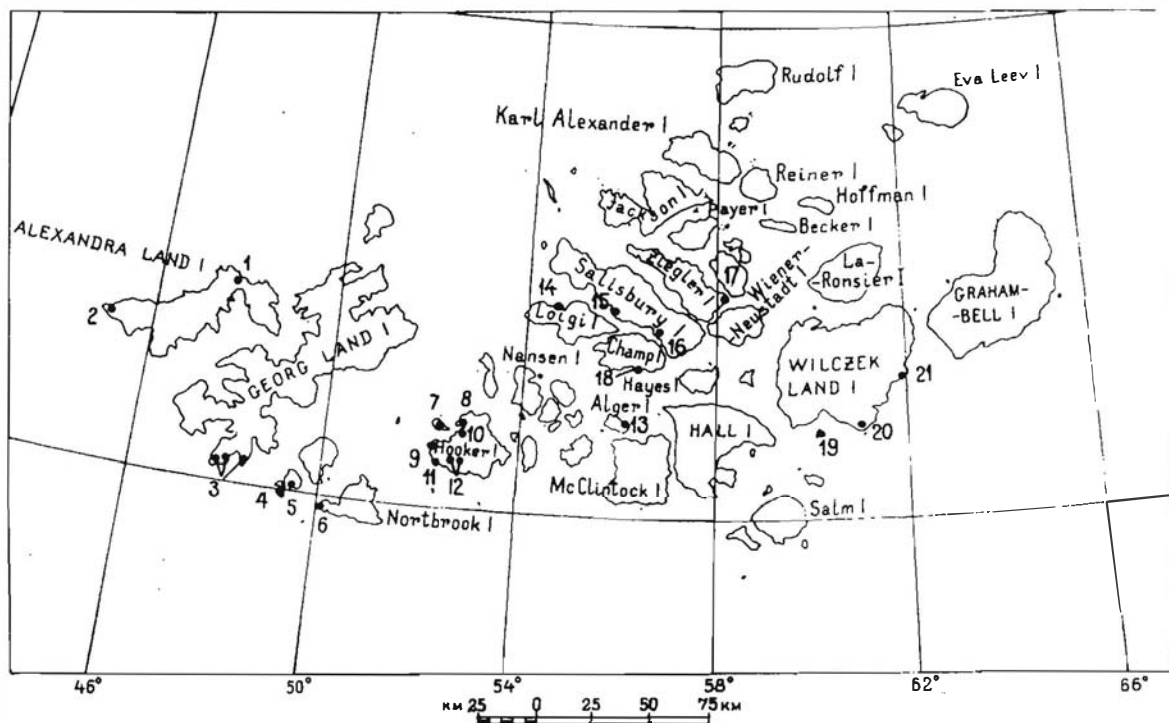 Rudolf I
Eva Leev I
Karl Alexander I
Reiner I
Hoffman I
Jackson I
Payer I
Becker I
ALEXANDRA LAND I
1
2
Ziegler I
17
Wiener-
Neustadt I
La-
Ronsier I
Salisbury I
14
15
Loigi I
16
GRAHAM-
-BELL I
GEORG LAND I
Champ I
Nansen I
18
Hayes I
WILCZEK
LAND I
21
Alger I
13
7
8
10
9
Hooker I
11
12
HALL I
19
20
3
4
5
6
McClintock I
Nortbrook I
Salm I
46°
50°
54°
58°
62°
66°
км 25 0 25 50 75 км